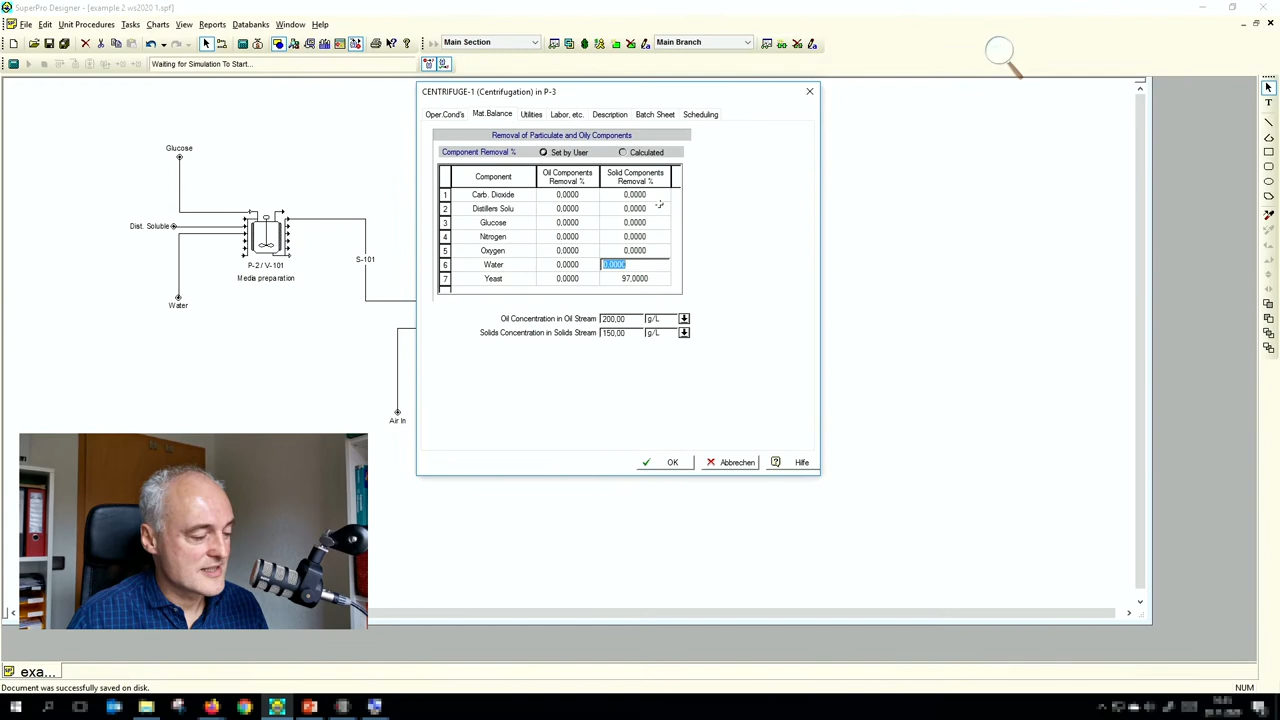 SuperPro Designer - [example 2 ws2020 1.spf]
File Edit Unit Procedures Tasks Charts View Reports Databanks Window Help
Main Section
Main Branch
Waiting for Simulation To Start...
CENTRIFUGE-1 (Centrifugation) in P-3
Oper.Cond's Mat.Balance Utilities Labor, etc. Description Batch Sheet Scheduling
Removal of Particulate and Oily Components
Component Removal % Set by User Calculated
Component Oil Components Removal % Solid Components Removal %
1 Carb. Dioxide 0,0000 0,0000
2 Distillers Solu 0,0000 0,0000
3 Glucose 0,0000 0,0000
4 Nitrogen 0,0000 0,0000
5 Oxygen 0,0000 0,0000
6 Water 0,0000 0,0000
7 Yeast 0,0000 97,0000
Oil Concentration in Oil Stream 200,00 g/L
Solids Concentration in Solids Stream 150,00 g/L
OK Abbrechen Hilfe
Glucose
Dist. Soluble
Water
P-2 / V-101
Media preparation
S-101
Air In
exa...
Document was successfully saved on disk.
NUM